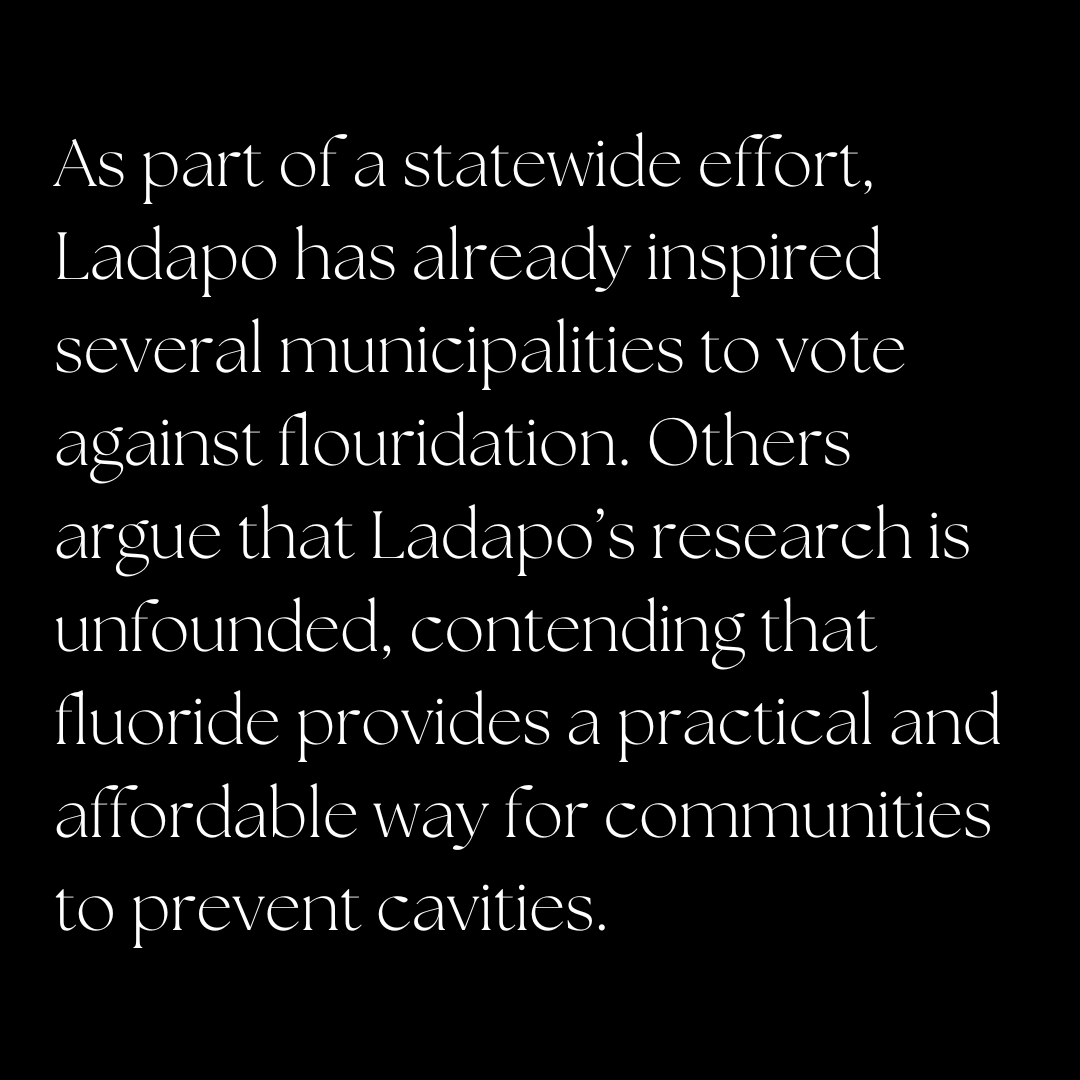 As part of a statewide effort,
Ladapo has already inspired
several municipalities to vote
against flouridation. Others
argue that Ladapo’s research is
unfounded, contending that
fluoride provides a practical and
affordable way for communities
to prevent cavities.